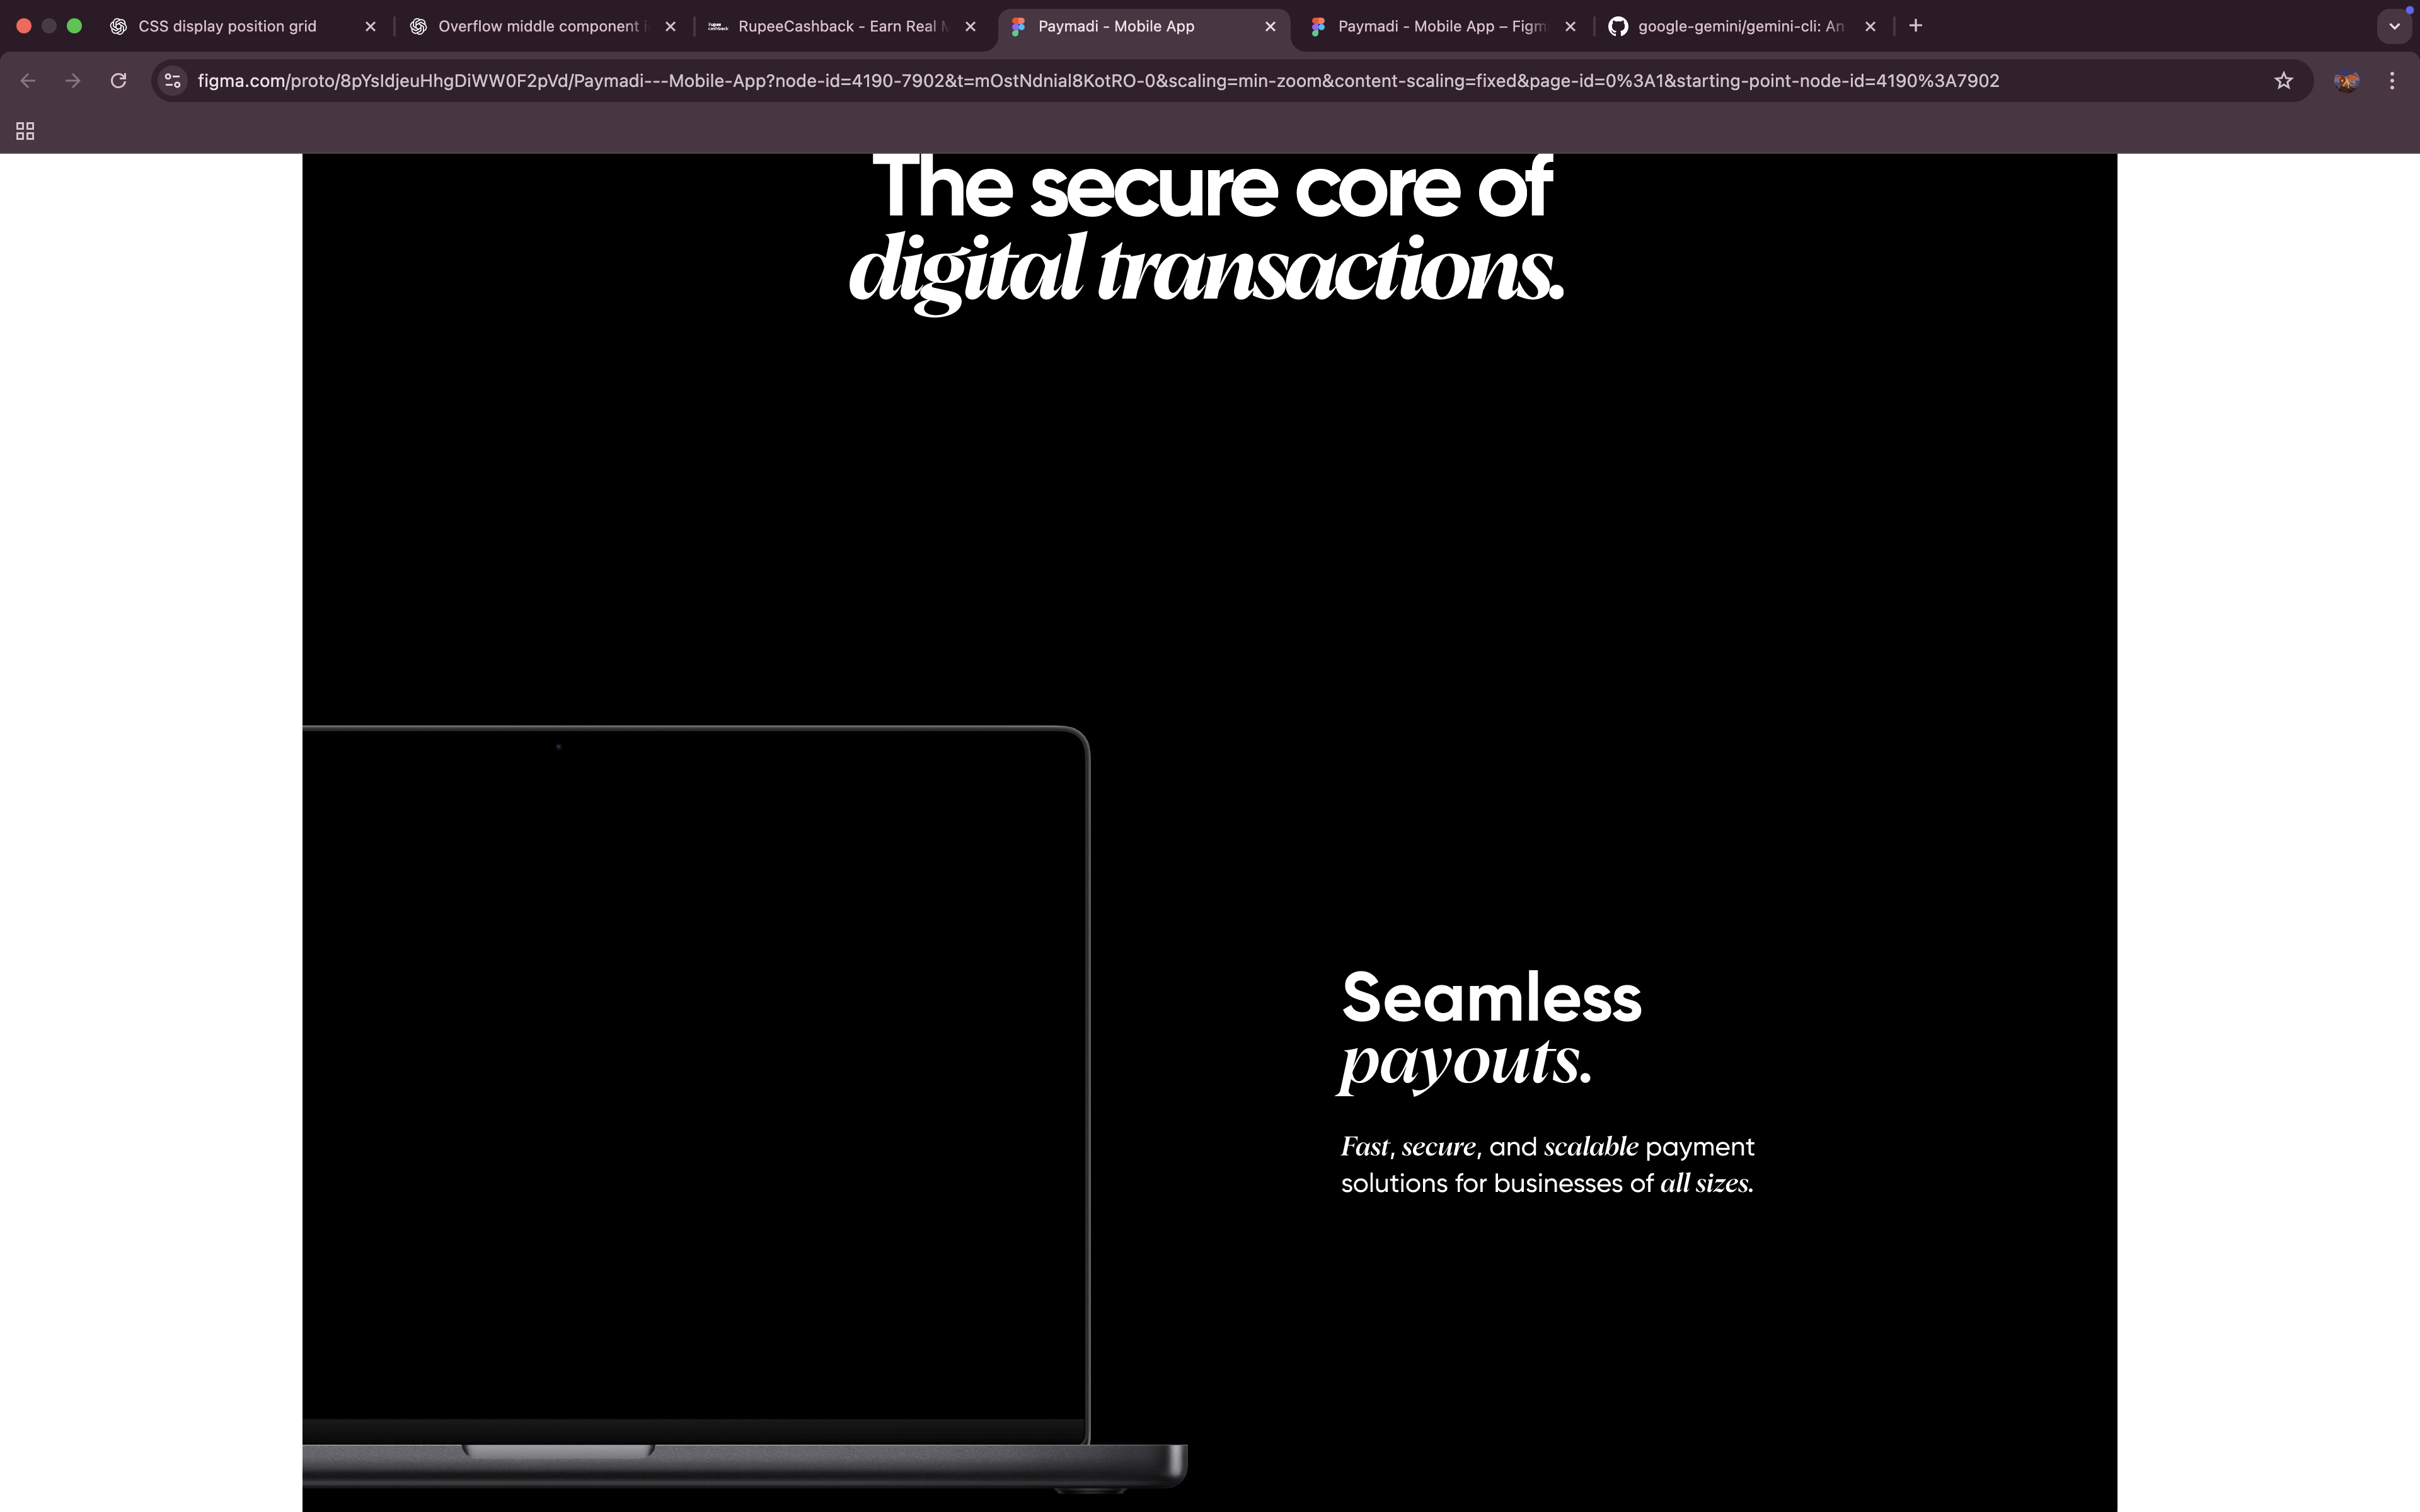 CSS display position grid
Overflow middle component i
RupeeCashback - Earn Real M
Paymadi - Mobile App
Paymadi - Mobile App – Figm
google-gemini/gemini-cli: An
figma.com/proto/8pYsIdjeuHhgDiWW0F2pVd/Paymadi---Mobile-App?node-id=4190-7902&t=mOstNdnial8KotRO-0&scaling=min-zoom&content-scaling=fixed&page-id=0%3A1&starting-point-node-id=4190%3A7902
The secure core of
digital transactions.
Seamless
payouts.
Fast, secure, and scalable payment
solutions for businesses of all sizes.